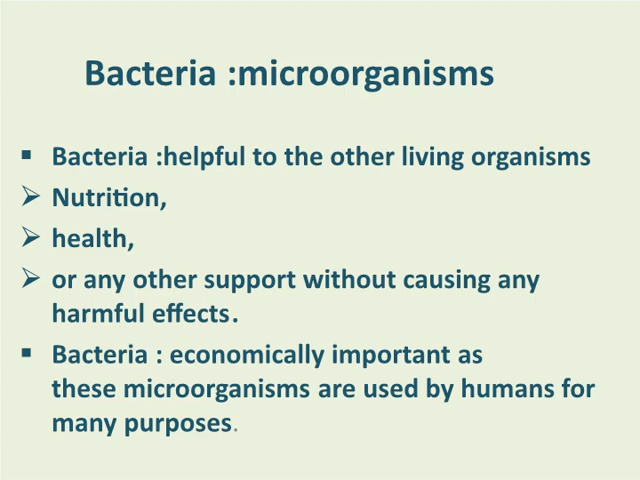 Bacteria :microorganisms
▪ Bacteria :helpful to the other living organisms
➢ Nutrition,
➢ health,
➢ or any other support without causing any
harmful effects.
▪ Bacteria : economically important as
these microorganisms are used by humans for
many purposes.